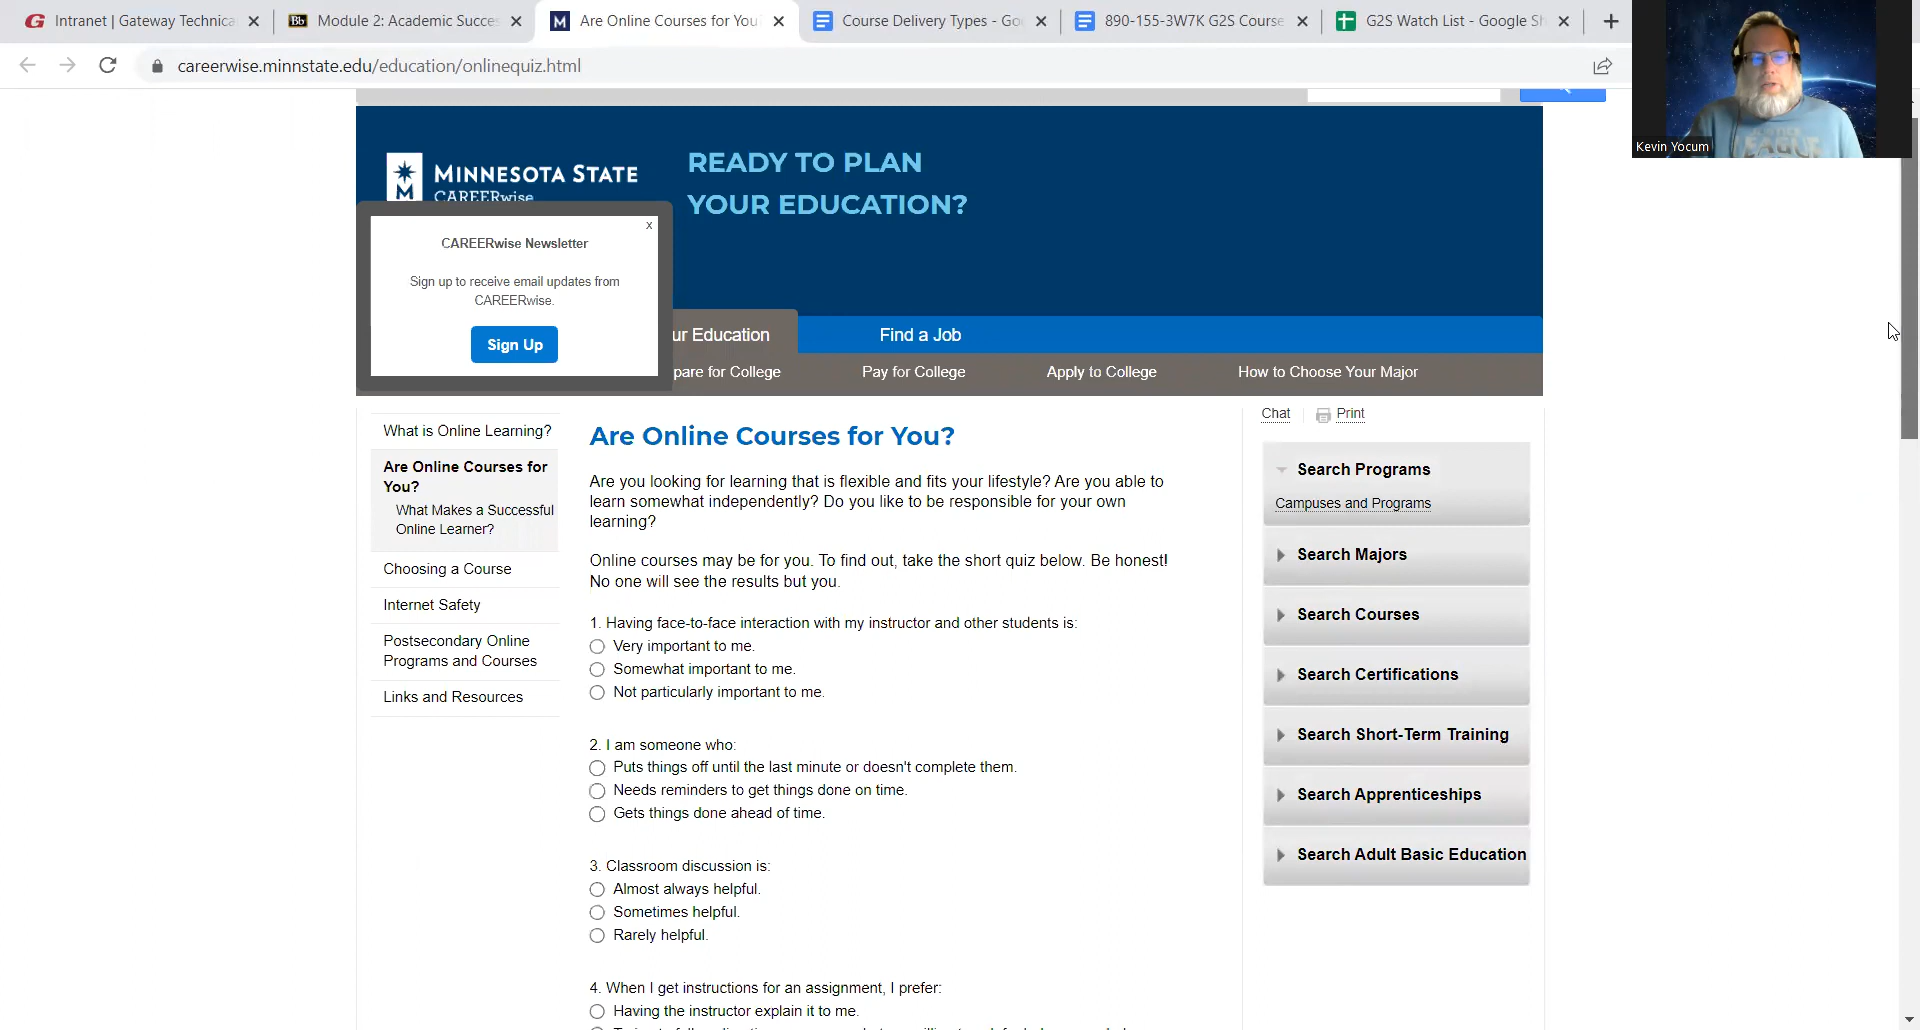 Intranet | Gateway Technica
Module 2: Academic Succes
Are Online Courses for You?
Course Delivery Types - Goo
890-155-3W7K G2S Course
G2S Watch List - Google Sh
careerwise.minnstate.edu/education/onlinequiz.html
Kevin Yocum
MINNESOTA STATE
CAREERwise
READY TO PLAN
YOUR EDUCATION?
x
CAREERwise Newsletter
Sign up to receive email updates from
CAREERwise.
Sign Up
ur Education
Find a Job
pare for College
Pay for College
Apply to College
How to Choose Your Major
What is Online Learning?
Are Online Courses for
You?
What Makes a Successful
Online Learner?
Choosing a Course
Internet Safety
Postsecondary Online
Programs and Courses
Links and Resources
Are Online Courses for You?
Are you looking for learning that is flexible and fits your lifestyle? Are you able to
learn somewhat independently? Do you like to be responsible for your own
learning?
Online courses may be for you. To find out, take the short quiz below. Be honest!
No one will see the results but you.
1. Having face-to-face interaction with my instructor and other students is:
Very important to me.
Somewhat important to me.
Not particularly important to me.
2. I am someone who:
Puts things off until the last minute or doesn't complete them.
Needs reminders to get things done on time.
Gets things done ahead of time.
3. Classroom discussion is:
Almost always helpful.
Sometimes helpful.
Rarely helpful.
4. When I get instructions for an assignment, I prefer:
Having the instructor explain it to me.
Chat
Print
Search Programs
Campuses and Programs
Search Majors
Search Courses
Search Certifications
Search Short-Term Training
Search Apprenticeships
Search Adult Basic Education